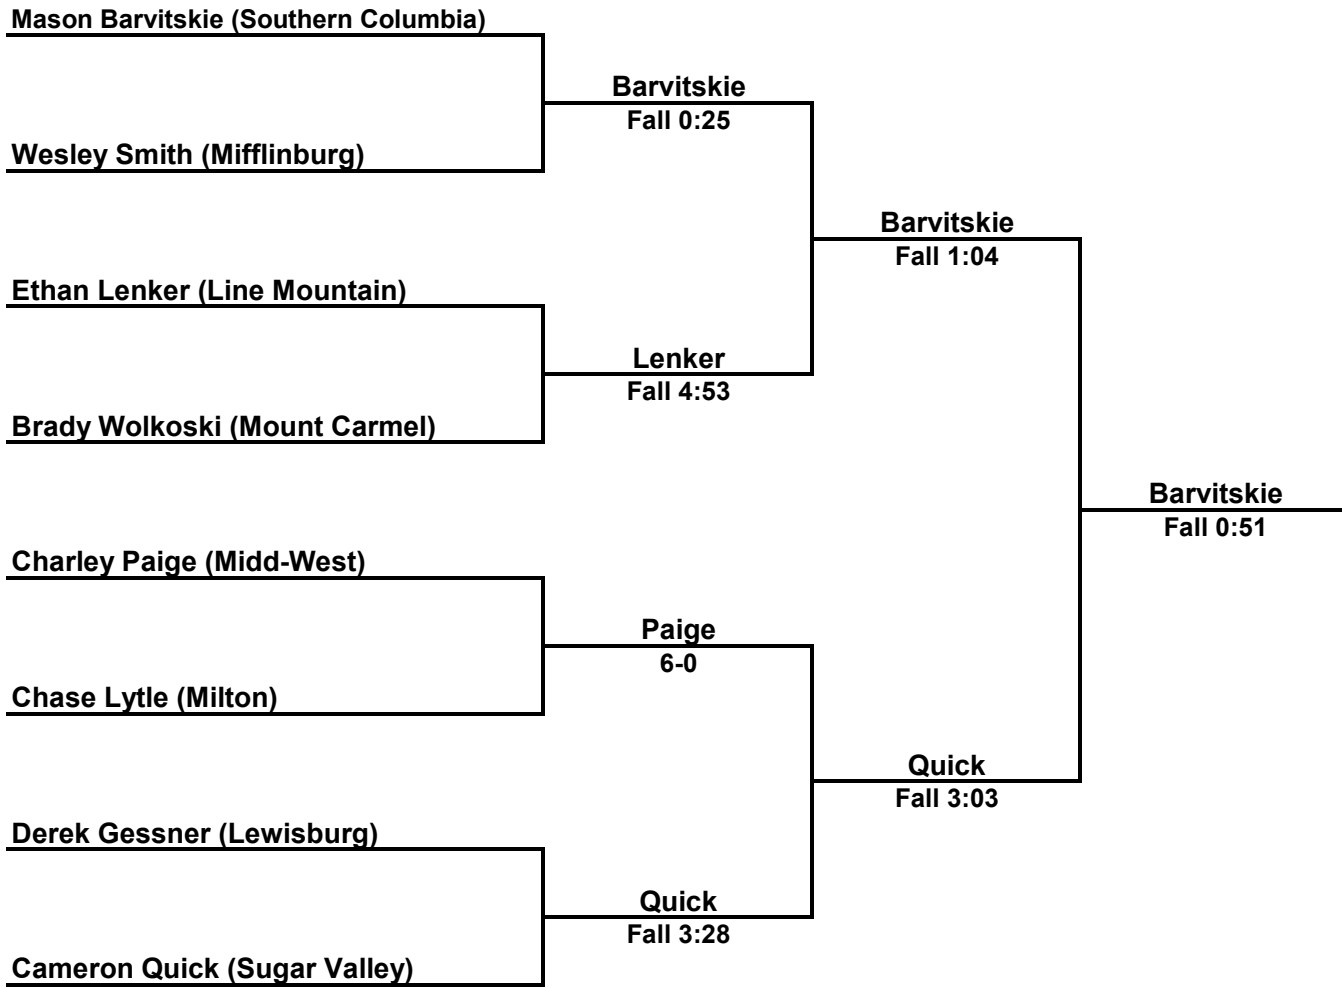 Mason Barvitskie (Southern Columbia)
Barvitskie
Fall 0:25
Wesley Smith (Mifflinburg)
Barvitskie
Fall 1:04
Ethan Lenker (Line Mountain)
Lenker
Fall 4:53
Brady Wolkoski (Mount Carmel)
Barvitskie
Fall 0:51
Charley Paige (Midd-West)
Paige
6-0
Chase Lytle (Milton)
Quick
Fall 3:03
Derek Gessner (Lewisburg)
Quick
Fall 3:28
Cameron Quick (Sugar Valley)